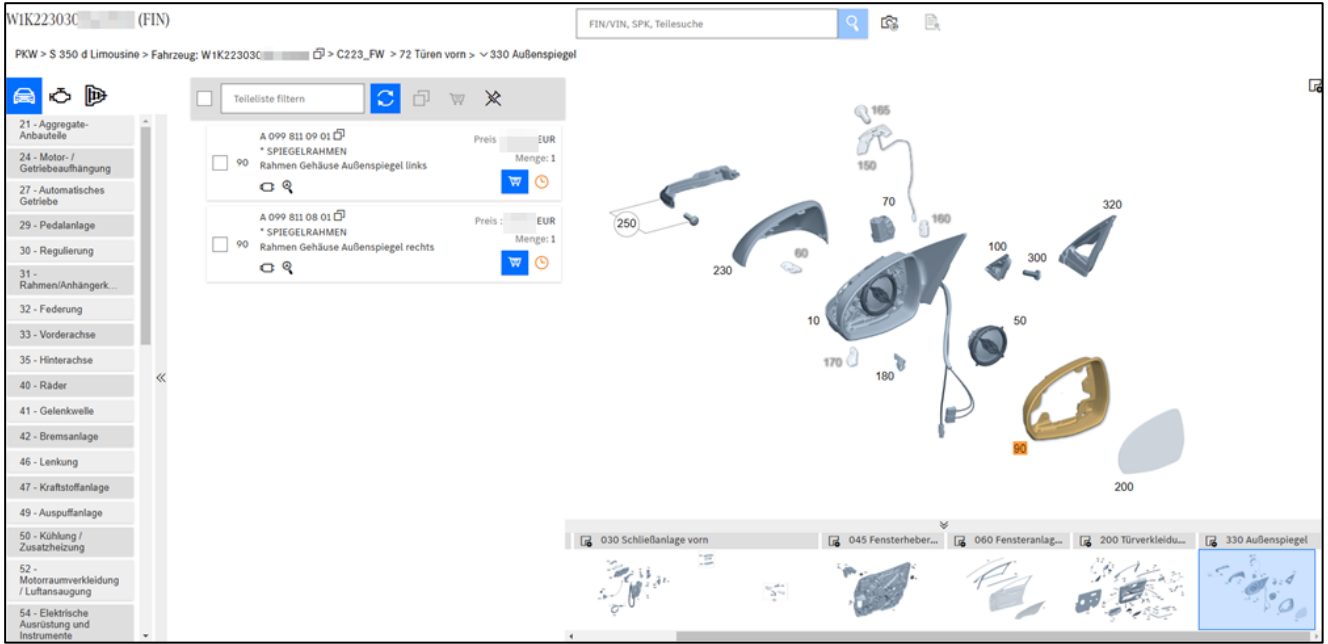 W1K223030 (FIN)
FIN/VIN, SPK, Teilesuche
PKW > S 350 d Limousine > Fahrzeug: W1K223030 > C223_FW > 72 Türen vorn > 330 Außenspiegel
21 - Aggregate-
Anbauteile
24 - Motor- /
Getriebeaufhängung
27 - Automatisches
Getriebe
29 - Pedalanlage
30 - Regulierung
31 -
Rahmen/Anhängerk...
32 - Federung
33 - Vorderachse
35 - Hinterachse
40 - Räder
41 - Gelenkwelle
42 - Bremsanlage
46 - Lenkung
47 - Kraftstoffanlage
49 - Auspuffanlage
50 - Kühlung /
Zusatzheizung
52 -
Motorraumverkleidung
/ Luftansaugung
54 - Elektrische
Ausrüstung und
Instrumente
Teileliste filtern
A 099 811 09 01
Preis EUR
* SPIEGELRAHMEN
90 Rahmen Gehäuse Außenspiegel links
Menge: 1
A 099 811 08 01
Preis : EUR
* SPIEGELRAHMEN
90 Rahmen Gehäuse Außenspiegel rechts
Menge: 1
165
150
70
320
250
160
60
100
300
230
10
50
170
180
90
200
030 Schließanlage vorn
045 Fensterheber...
060 Fensteranlag...
200 Türverkleidu...
330 Außenspiegel